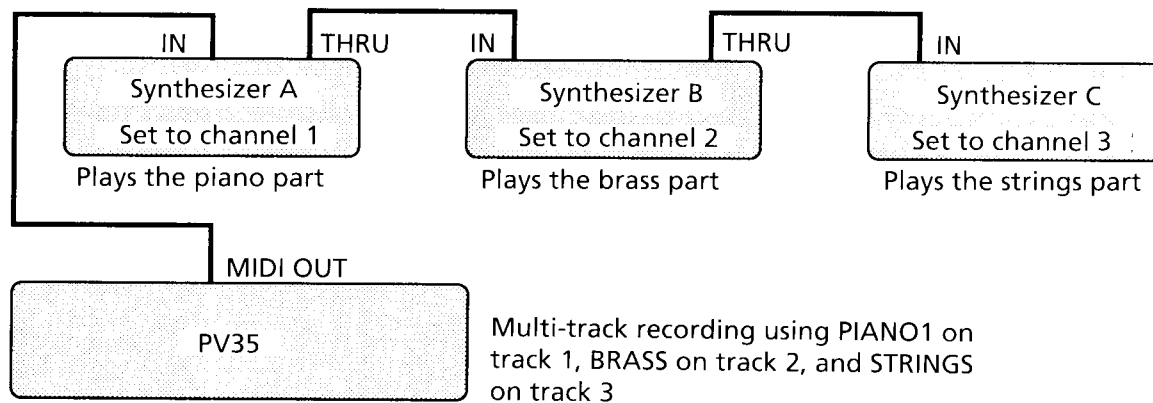 IN THRU IN THRU IN
Synthesizer A Synthesizer B Synthesizer C
Set to channel 1 Set to channel 2 Set to channel 3
Plays the piano part Plays the brass part Plays the strings part
MIDI OUT
PV35
Multi-track recording using PIANO1 on
track 1, BRASS on track 2, and STRINGS
on track 3